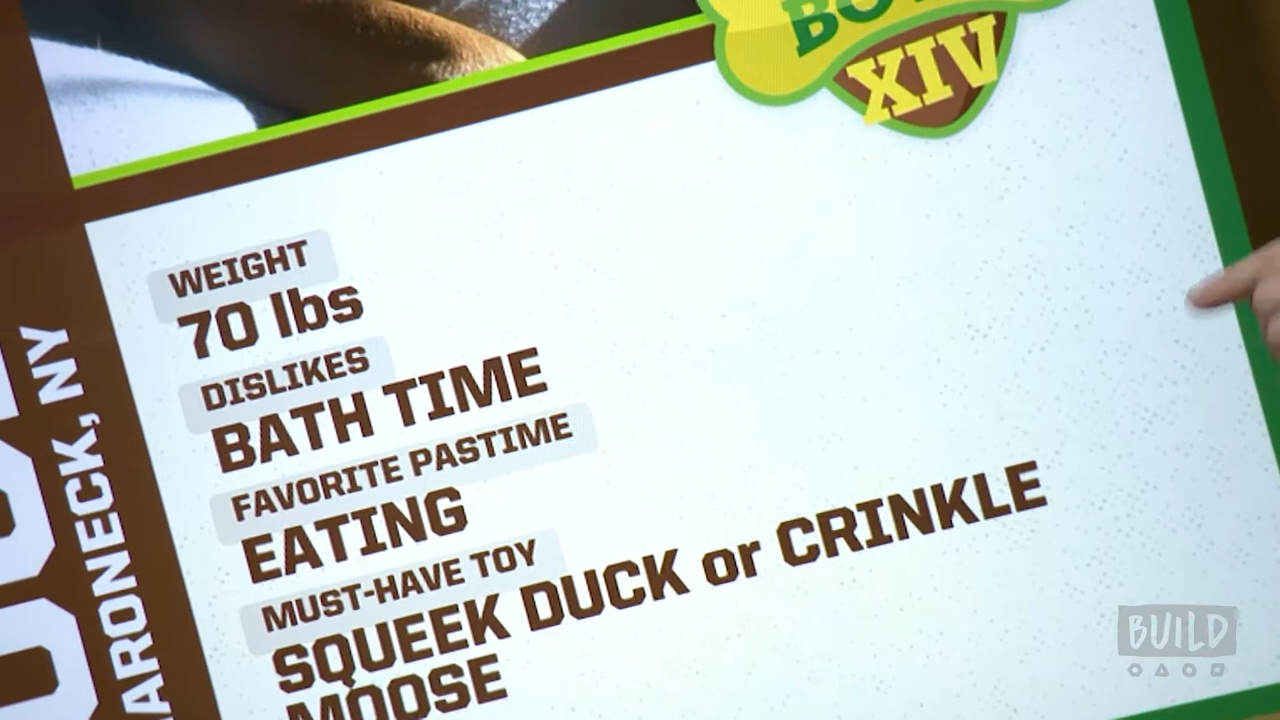 XIV
WEIGHT
70 lbs
DISLIKES
BATH TIME
FAVORITE PASTIME
EATING
MUST-HAVE TOY
SQUEEK DUCK or CRINKLE
MOOSE
NY
BUILD